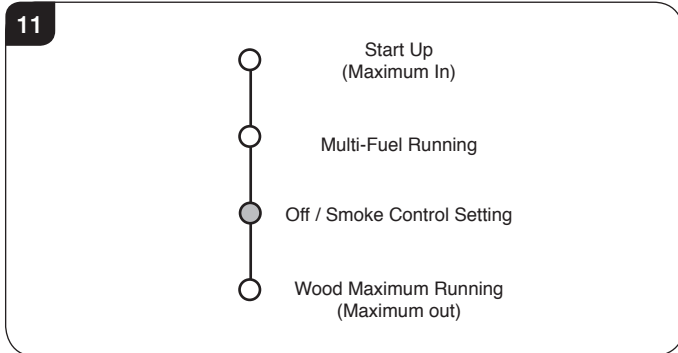 11
Start Up
(Maximum In)
Multi-Fuel Running
Off / Smoke Control Setting
Wood Maximum Running
(Maximum out)